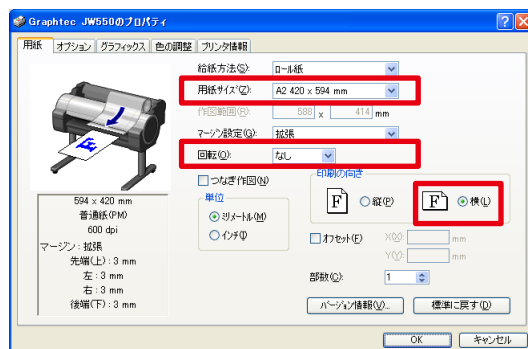 Graphtec JW550のプロパティ
用紙 オプション グラフィックス 色の調整 プリンタ情報
給紙方法(S): ロール紙
用紙サイズ(Z): A2 420 x 594 mm
作図範囲(R): 588 x 414 mm
マージン設定(G): 拡張
回転(O): なし
つなぎ作図(N)
単位
ミリメートル(M)
インチ(I)
印刷の向き
F 縦(P) F 横(L)
オフセット(F) X(X): mm
Y(Y): mm
部数(C): 1
594 x 420 mm
普通紙(PM)
600 dpi
マージン : 拡張
先端(上) : 3 mm
左 : 3 mm
右 : 3 mm
後端(下) : 3 mm
バージョン情報(V)... 標準に戻す(D)
OK キャンセル